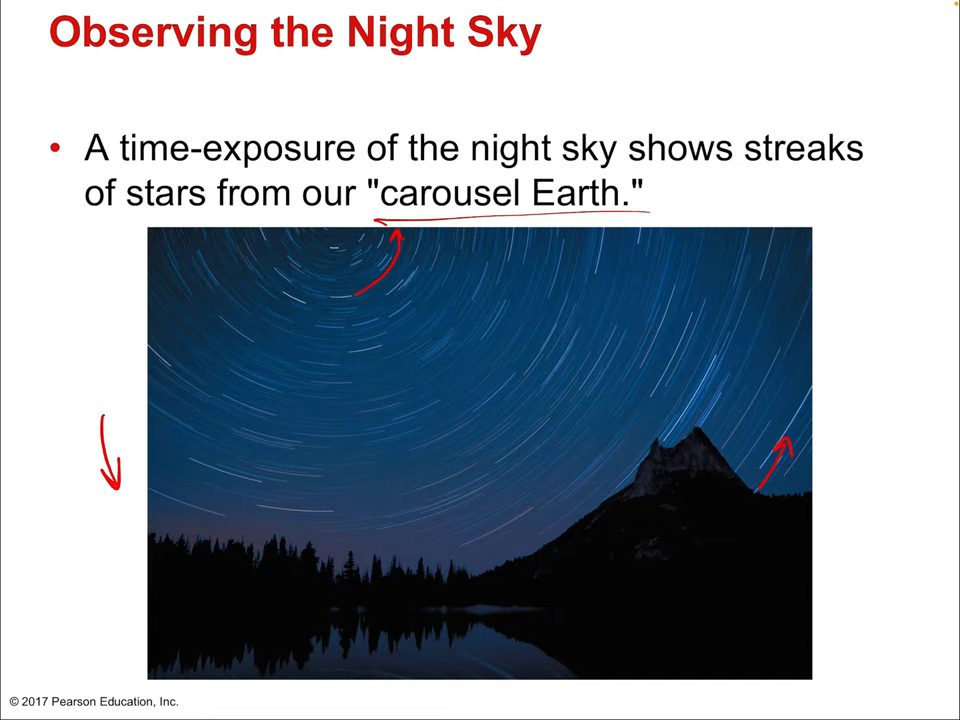 Observing the Night Sky
• A time-exposure of the night sky shows streaks
of stars from our "carousel Earth."
© 2017 Pearson Education, Inc.